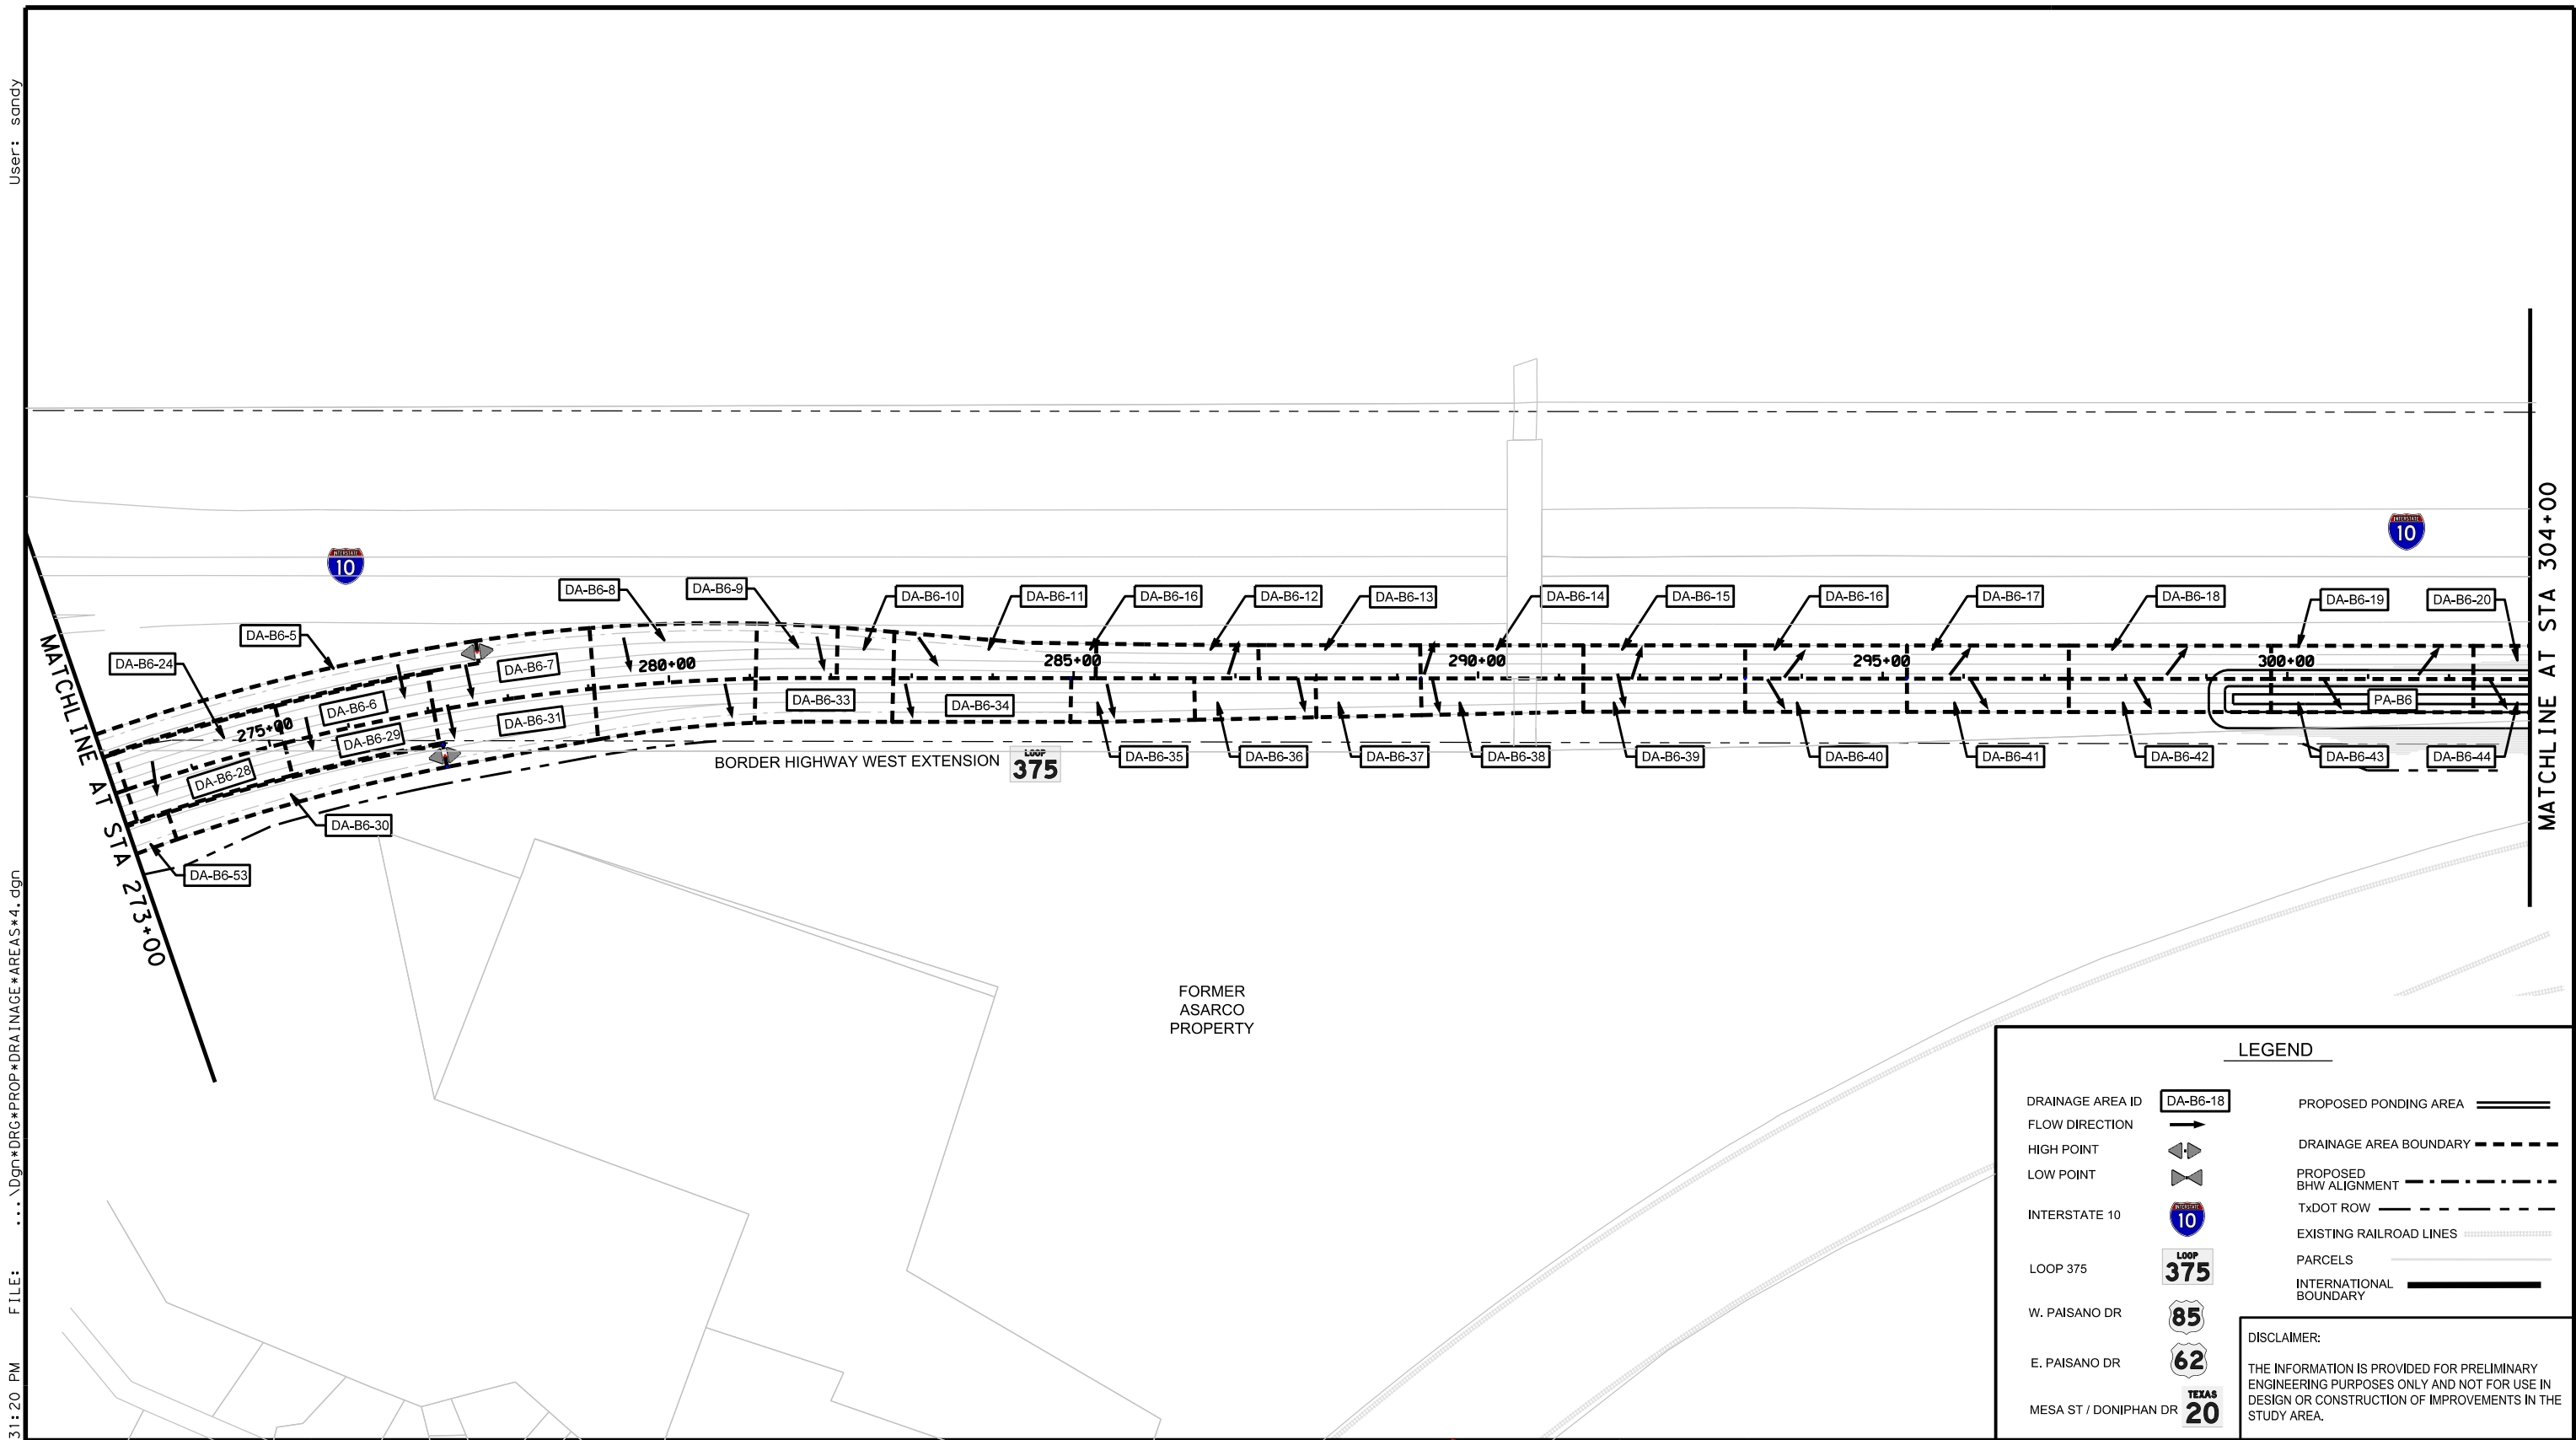 User: sandy
FILE: ...\Dgn*DRG*PROP*DRAINAGE*AREAS*4.dgn
31:20 PM
MATCHLINE AT STA 273+00
MATCHLINE AT STA 304+00
INTERSTATE
10
INTERSTATE
10
DA-B6-8
DA-B6-9
DA-B6-10
DA-B6-11
DA-B6-16
DA-B6-12
DA-B6-13
DA-B6-14
DA-B6-15
DA-B6-16
DA-B6-17
DA-B6-18
DA-B6-19
DA-B6-20
DA-B6-5
DA-B6-24
DA-B6-7
DA-B6-6
DA-B6-31
DA-B6-29
DA-B6-28
DA-B6-33
DA-B6-34
275+00
280+00
285+00
290+00
295+00
300+00
PA-B6
DA-B6-30
DA-B6-53
BORDER HIGHWAY WEST EXTENSION
LOOP
375
DA-B6-35
DA-B6-36
DA-B6-37
DA-B6-38
DA-B6-39
DA-B6-40
DA-B6-41
DA-B6-42
DA-B6-43
DA-B6-44
FORMER
ASARCO
PROPERTY
LEGEND
DRAINAGE AREA ID
DA-B6-18
FLOW DIRECTION
HIGH POINT
LOW POINT
INTERSTATE 10
INTERSTATE
10
LOOP 375
LOOP
375
W. PAISANO DR
85
E. PAISANO DR
62
MESA ST / DONIPHAN DR
TEXAS
20
PROPOSED PONDING AREA
DRAINAGE AREA BOUNDARY
PROPOSED
BHW ALIGNMENT
TxDOT ROW
EXISTING RAILROAD LINES
PARCELS
INTERNATIONAL
BOUNDARY
DISCLAIMER:
THE INFORMATION IS PROVIDED FOR PRELIMINARY
ENGINEERING PURPOSES ONLY AND NOT FOR USE IN
DESIGN OR CONSTRUCTION OF IMPROVEMENTS IN THE
STUDY AREA.